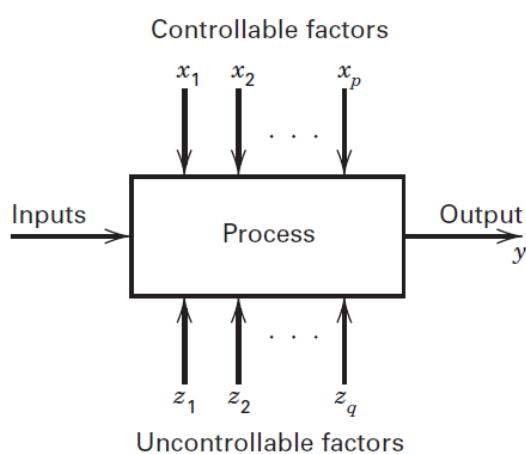 Controllable factors
x1 x2 xp
. . .
Inputs
Process
Output
y
. . .
z1 z2 zq
Uncontrollable factors